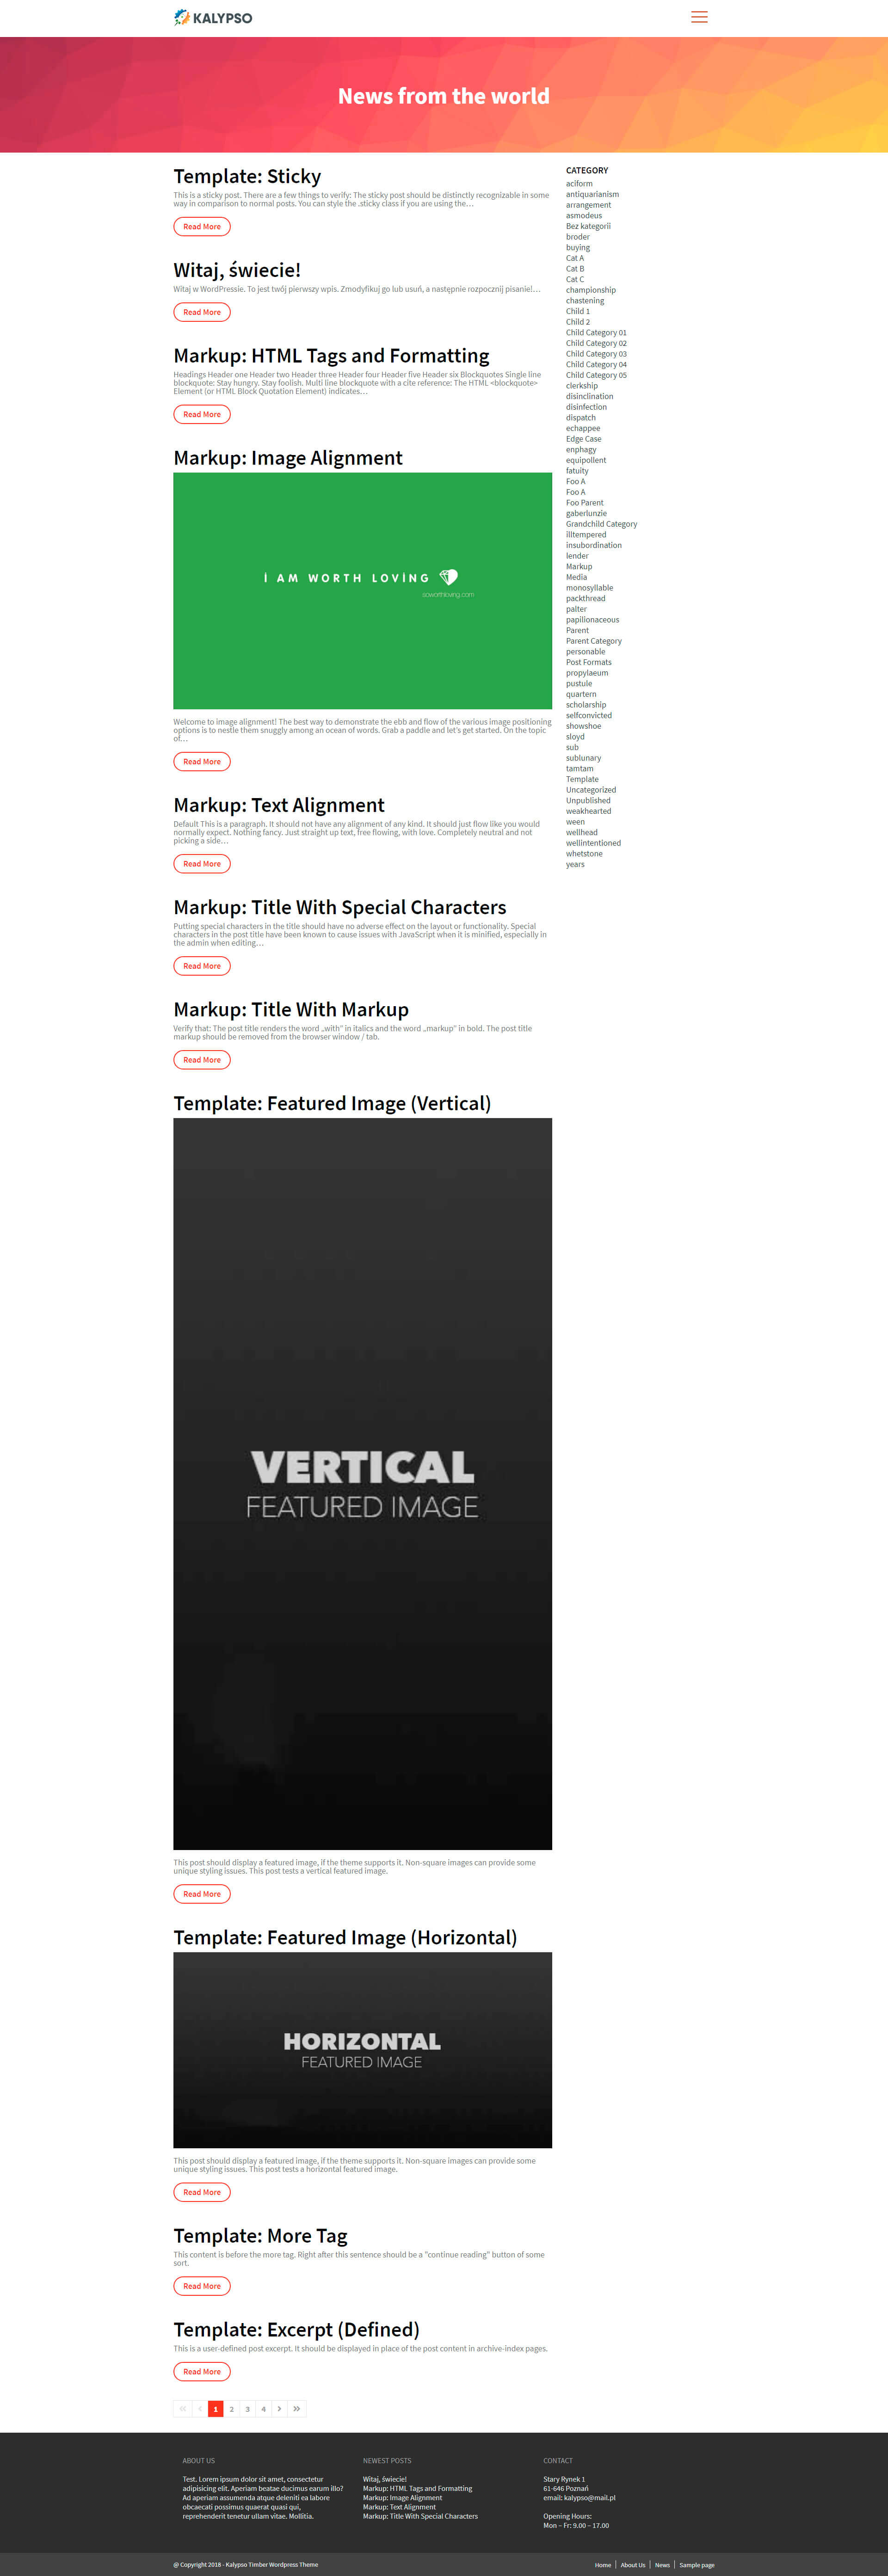 KALYPSO
News from the world
Template: Sticky
This is a sticky post. There are a few things to verify: The sticky post should be distinctly recognizable in some
way in comparison to normal posts. You can style the .sticky class if you are using the…
Read More
Witaj, świecie!
Witaj w WordPressie. To jest twój pierwszy wpis. Zmodyfikuj go lub usuń, a następnie rozpocznij pisanie!…
Read More
Markup: HTML Tags and Formatting
Headings Header one Header two Header three Header four Header five Header six Blockquotes Single line
blockquote: Stay hungry. Stay foolish. Multi line blockquote with a cite reference: The HTML <blockquote>
Element (or HTML Block Quotation Element) indicates…
Read More
Markup: Image Alignment
I AM WORTH LOVING
soworthloving.com
Welcome to image alignment! The best way to demonstrate the ebb and flow of the various image positioning
options is to nestle them snuggly among an ocean of words. Grab a paddle and let's get started. On the topic
of…
Read More
Markup: Text Alignment
Default This is a paragraph. It should not have any alignment of any kind. It should just flow like you would
normally expect. Nothing fancy. Just straight up text, free flowing, with love. Completely neutral and not
picking a side…
Read More
Markup: Title With Special Characters
Putting special characters in the title should have no adverse effect on the layout or functionality. Special
characters in the post title have been known to cause issues with JavaScript when it is minified, especially in
the admin when editing…
Read More
Markup: Title With Markup
Verify that: The post title renders the word „with” in italics and the word „markup” in bold. The post title
markup should be removed from the browser window / tab.
Read More
Template: Featured Image (Vertical)
VERTICAL
FEATURED IMAGE
This post should display a featured image, if the theme supports it. Non-square images can provide some
unique styling issues. This post tests a vertical featured image.
Read More
Template: Featured Image (Horizontal)
HORIZONTAL
FEATURED IMAGE
This post should display a featured image, if the theme supports it. Non-square images can provide some
unique styling issues. This post tests a horizontal featured image.
Read More
Template: More Tag
This content is before the more tag. Right after this sentence should be a "continue reading" button of some
sort.
Read More
Template: Excerpt (Defined)
This is a user-defined post excerpt. It should be displayed in place of the post content in archive-index pages.
Read More
« ‹ 1 2 3 4 › »
CATEGORY
aciform
antiquarianism
arrangement
asmodeus
Bez kategorii
broder
buying
Cat A
Cat B
Cat C
championship
chastening
Child 1
Child 2
Child Category 01
Child Category 02
Child Category 03
Child Category 04
Child Category 05
clerkship
disinclination
disinfection
dispatch
echappee
Edge Case
enphagy
equipollent
fatuity
Foo A
Foo A
Foo Parent
gaberlunzie
Grandchild Category
illtempered
insubordination
lender
Markup
Media
monosyllable
packthread
palter
papilionaceous
Parent
Parent Category
personable
Post Formats
propylaeum
pustule
quartern
scholarship
selfconvicted
showshoe
sloyd
sub
sublunary
tamtam
Template
Uncategorized
Unpublished
weakhearted
ween
wellhead
wellintentioned
whetstone
years
ABOUT US
Test. Lorem ipsum dolor sit amet, consectetur
adipisicing elit. Aperiam beatae ducimus earum illo?
Ad aperiam assumenda atque deleniti ea labore
obcaecati possimus quaerat quasi qui,
reprehenderit tenetur ullam vitae. Mollitia.
NEWEST POSTS
Witaj, świecie!
Markup: HTML Tags and Formatting
Markup: Image Alignment
Markup: Text Alignment
Markup: Title With Special Characters
CONTACT
Stary Rynek 1
61-646 Poznań
email: kalypso@mail.pl
Opening Hours:
Mon – Fr: 9.00 – 17.00
@ Copyright 2018 - Kalypso Timber Wordpress Theme
Home | About Us | News | Sample page